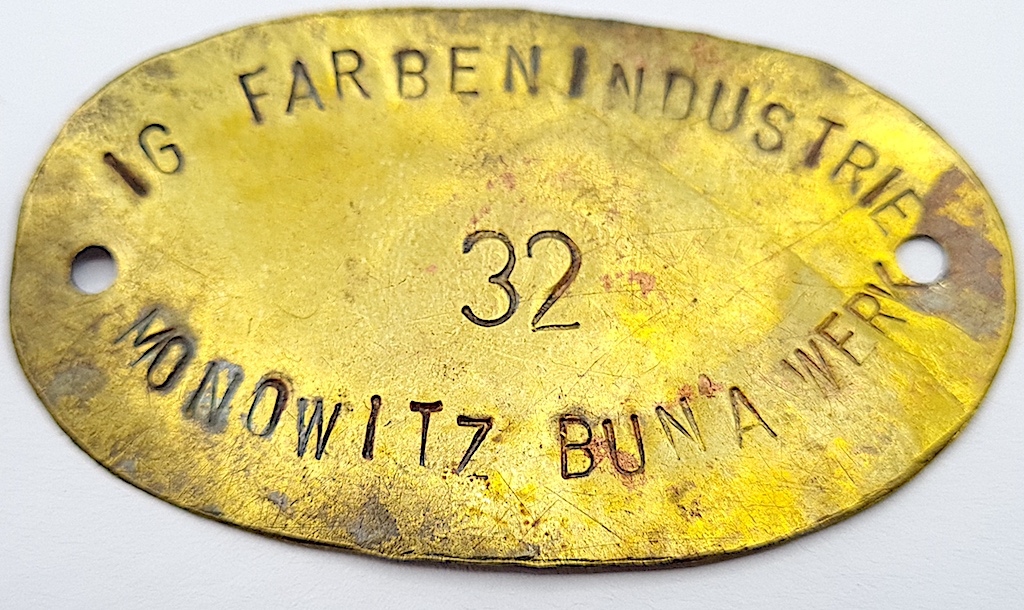 IG FARBENINDUSTRIE
32
MONOWITZ BUNA WERK